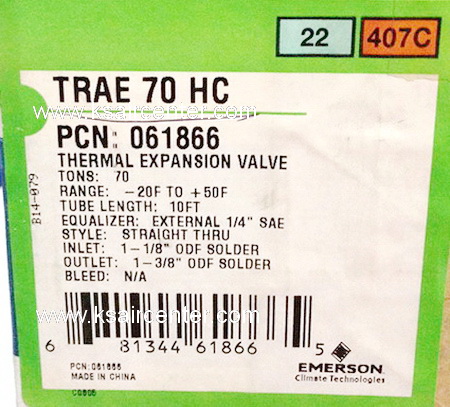 22 407C
TRAE 70 HC
www.ksaircenter.com
PCN: 061866
THERMAL EXPANSION VALVE
TONS: 70
RANGE: -20F TO +50F
TUBE LENGTH: 10FT
EQUALIZER: EXTERNAL 1/4" SAE
STYLE: STRAIGHT THRU
INLET: 1-1/8" ODF SOLDER
OUTLET: 1-3/8" ODF SOLDER
BLEED: N/A
B14-079
www.ksaircenter.com
6 81344 61866 5
EMERSON
Climate Technologies
PCN:061866
MADE IN CHINA